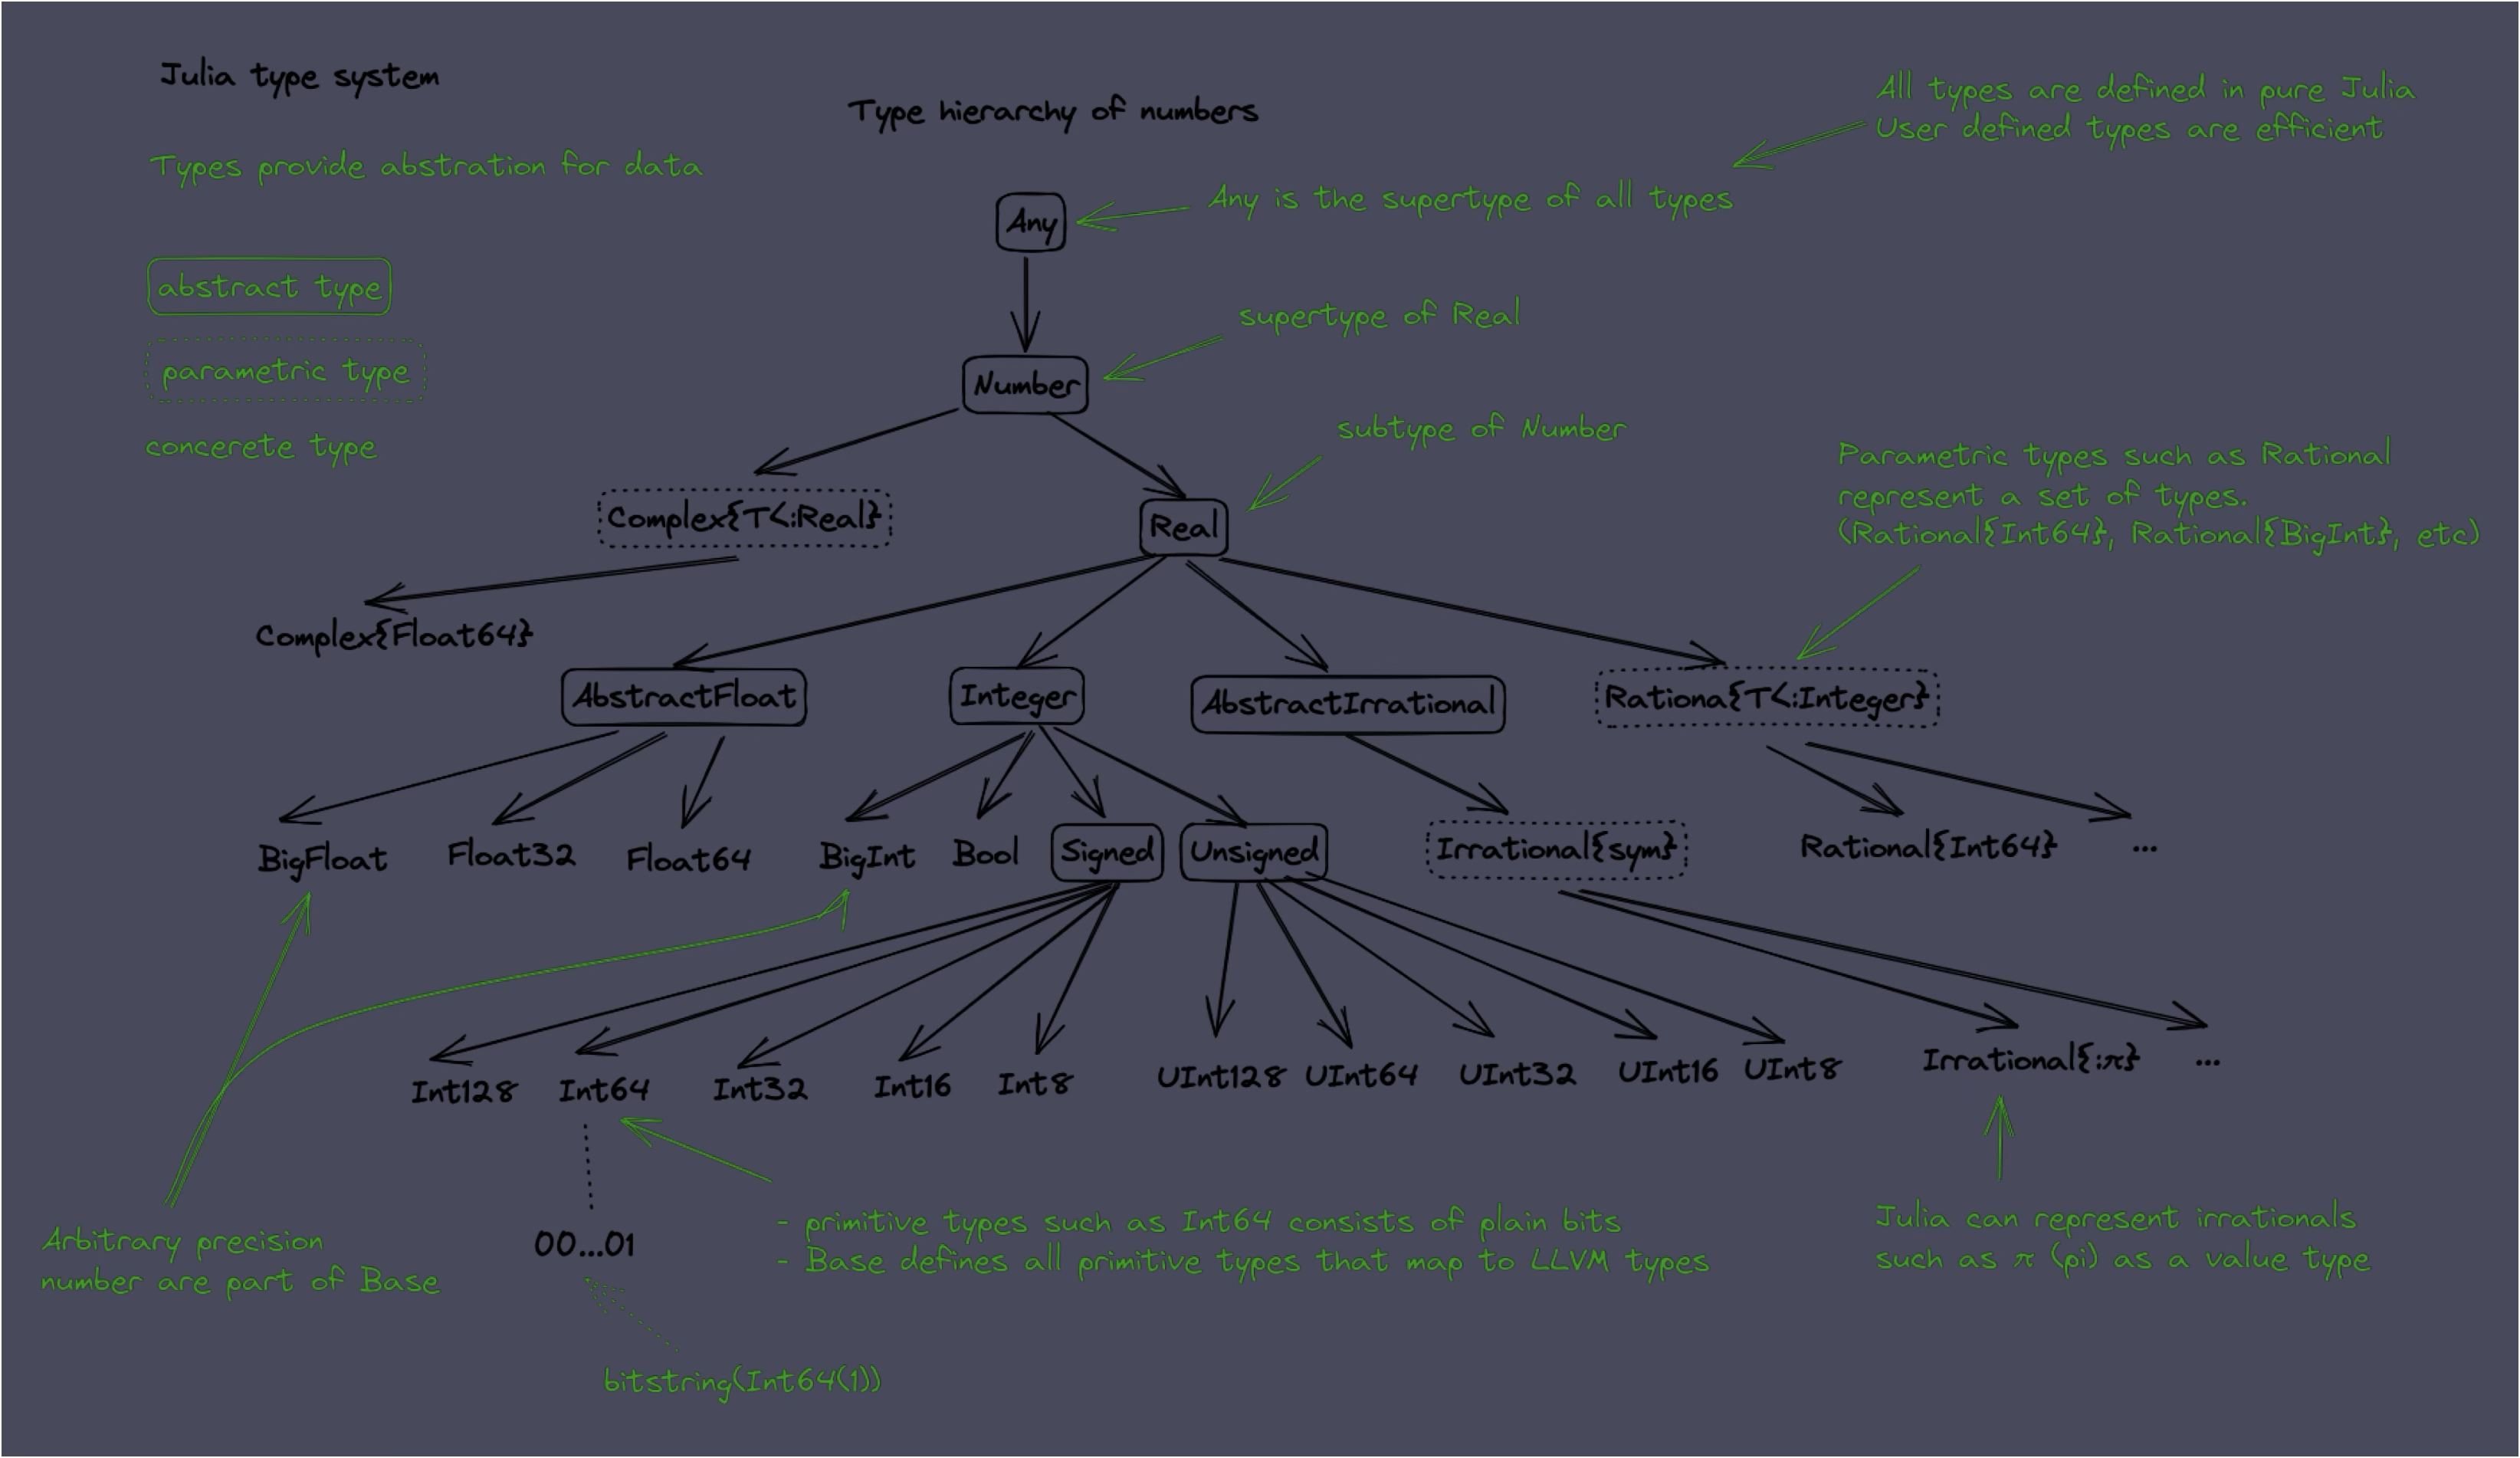 Julia type system
Type hierarchy of numbers
All types are defined in pure Julia
User defined types are efficient
Types provide abstration for data
Any is the supertype of all types
Any
abstract type
supertype of Real
parametric type
Number
subtype of Number
concerete type
Parametric types such as Rational
represent a set of types.
(Rational{Int64}, Rational{BigInt}, etc)
Complex{T<:Real}
Real
Complex{Float64}
AbstractFloat
Integer
AbstractIrrational
Rationa{T<:Integer}
BigFloat
Float32
Float64
BigInt
Bool
Signed
Unsigned
Irrational{sym}
Rational{Int64}
...
Int128
Int64
Int32
Int16
Int8
UInt128
UInt64
UInt32
UInt16
UInt8
Irrational{:π}
...
Arbitrary precision
number are part of Base
00...01
- primitive types such as Int64 consists of plain bits
- Base defines all primitive types that map to LLVM types
Julia can represent irrationals
such as π (pi) as a value type
bitstring(Int64(1))